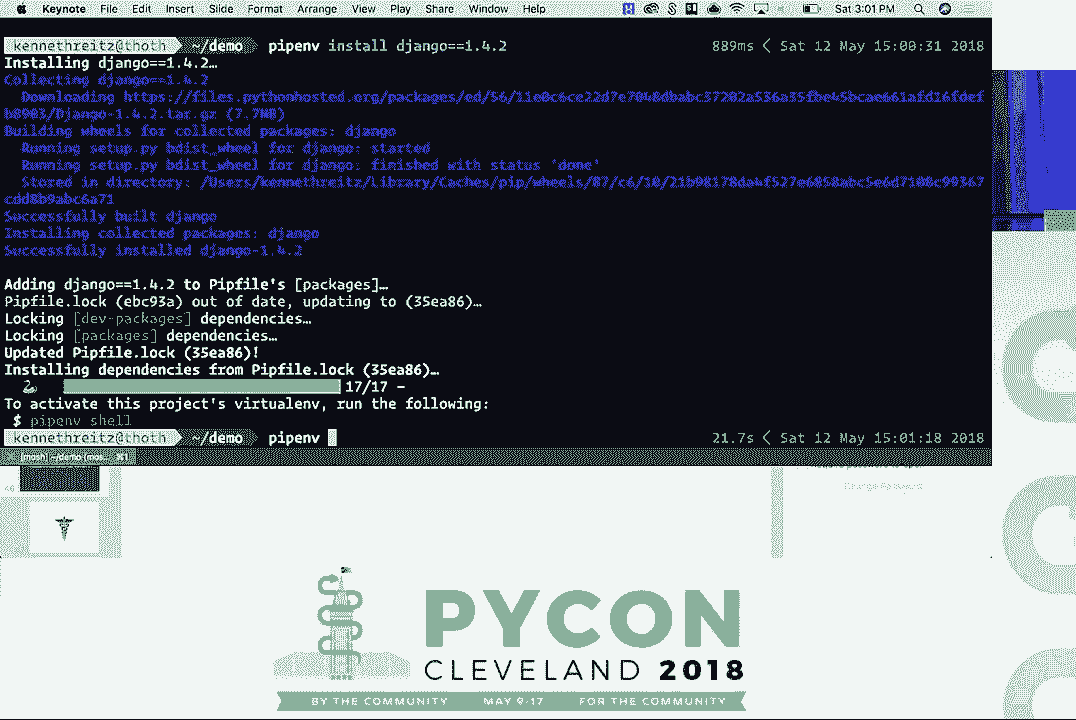 Keynote File Edit Insert Slide Format Arrange View Play Share Window Help Sat 3:01 PM
kennethreitz@thoth ~/demo pipenv install django==1.4.2 889ms < Sat 12 May 15:00:31 2018
Installing django==1.4.2…
Collecting django==1.4.2
Downloading https://files.pythonhosted.org/packages/ed/56/
Django-1.4.2.tar.gz (7.7MB)
Building wheels for collected packages: django
Running setup.py bdist_wheel for django: started
Running setup.py bdist_wheel for django: finished with status 'done'
Stored in directory: /Users/kennethreitz/Library/Caches/pip/wheels/87/c6/10/
Successfully built django
Installing collected packages: django
Successfully installed django-1.4.2
Adding django==1.4.2 to Pipfile's [packages]…
Pipfile.lock (ebc93a) out of date, updating to (35ea86)…
Locking [dev-packages] dependencies…
Locking [packages] dependencies…
Updated Pipfile.lock (35ea86)!
Installing dependencies from Pipfile.lock (35ea86)…
17/17 –
To activate this project's virtualenv, run the following:
$ pipenv shell
kennethreitz@thoth ~/demo pipenv 21.7s < Sat 12 May 15:01:18 2018
[mosh] ~/demo (mos... ⌘1
46
Change Password
PYCON
CLEVELAND 2018
BY THE COMMUNITY MAY 9-17 FOR THE COMMUNITY